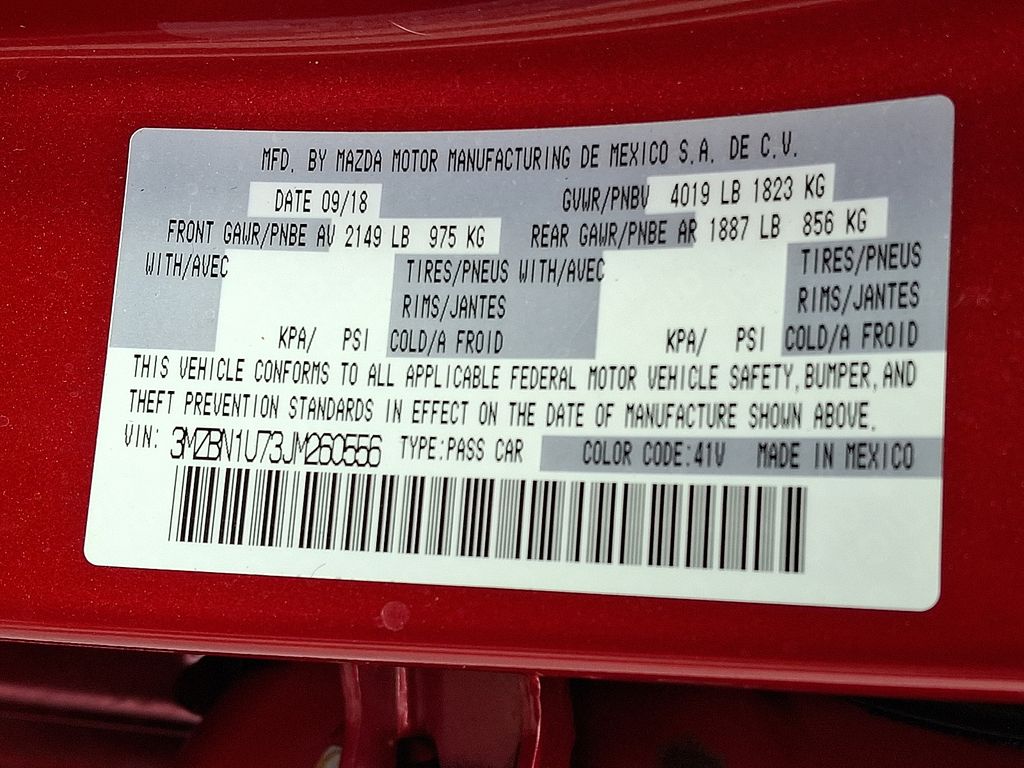 MFD. BY MAZDA MOTOR MANUFACTURING DE MEXICO S.A. DE C.V.
DATE 09/18 GVWR/PNBV 4019 LB 1823 KG
FRONT GAWR/PNBE AV 2149 LB 975 KG REAR GAWR/PNBE AR 1887 LB 856 KG
WITH/AVEC TIRES/PNEUS WITH/AVEC TIRES/PNEUS
RIMS/JANTES RIMS/JANTES
KPA/ PSI COLD/A FROID KPA/ PSI COLD/A FROID
THIS VEHICLE CONFORMS TO ALL APPLICABLE FEDERAL MOTOR VEHICLE SAFETY, BUMPER, AND
THEFT PREVENTION STANDARDS IN EFFECT ON THE DATE OF MANUFACTURE SHOWN ABOVE.
VIN: 3MZBN1U73JM260556 TYPE:PASS CAR COLOR CODE:41V MADE IN MEXICO